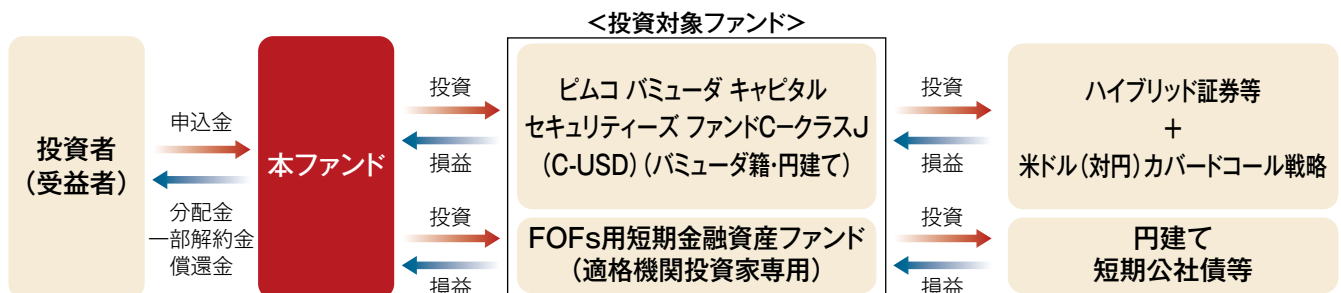 <投資対象ファンド>
投資者
(受益者)
申込金
分配金
一部解約金
償還金
本ファンド
投資
損益
投資
損益
ピムコ バミューダ キャピタル
セキュリティーズ ファンドC-クラスJ
(C-USD)(バミューダ籍・円建て)
FOFs用短期金融資産ファンド
(適格機関投資家専用)
投資
損益
投資
損益
ハイブリッド証券等
+
米ドル(対円)カバードコール戦略
円建て
短期公社債等